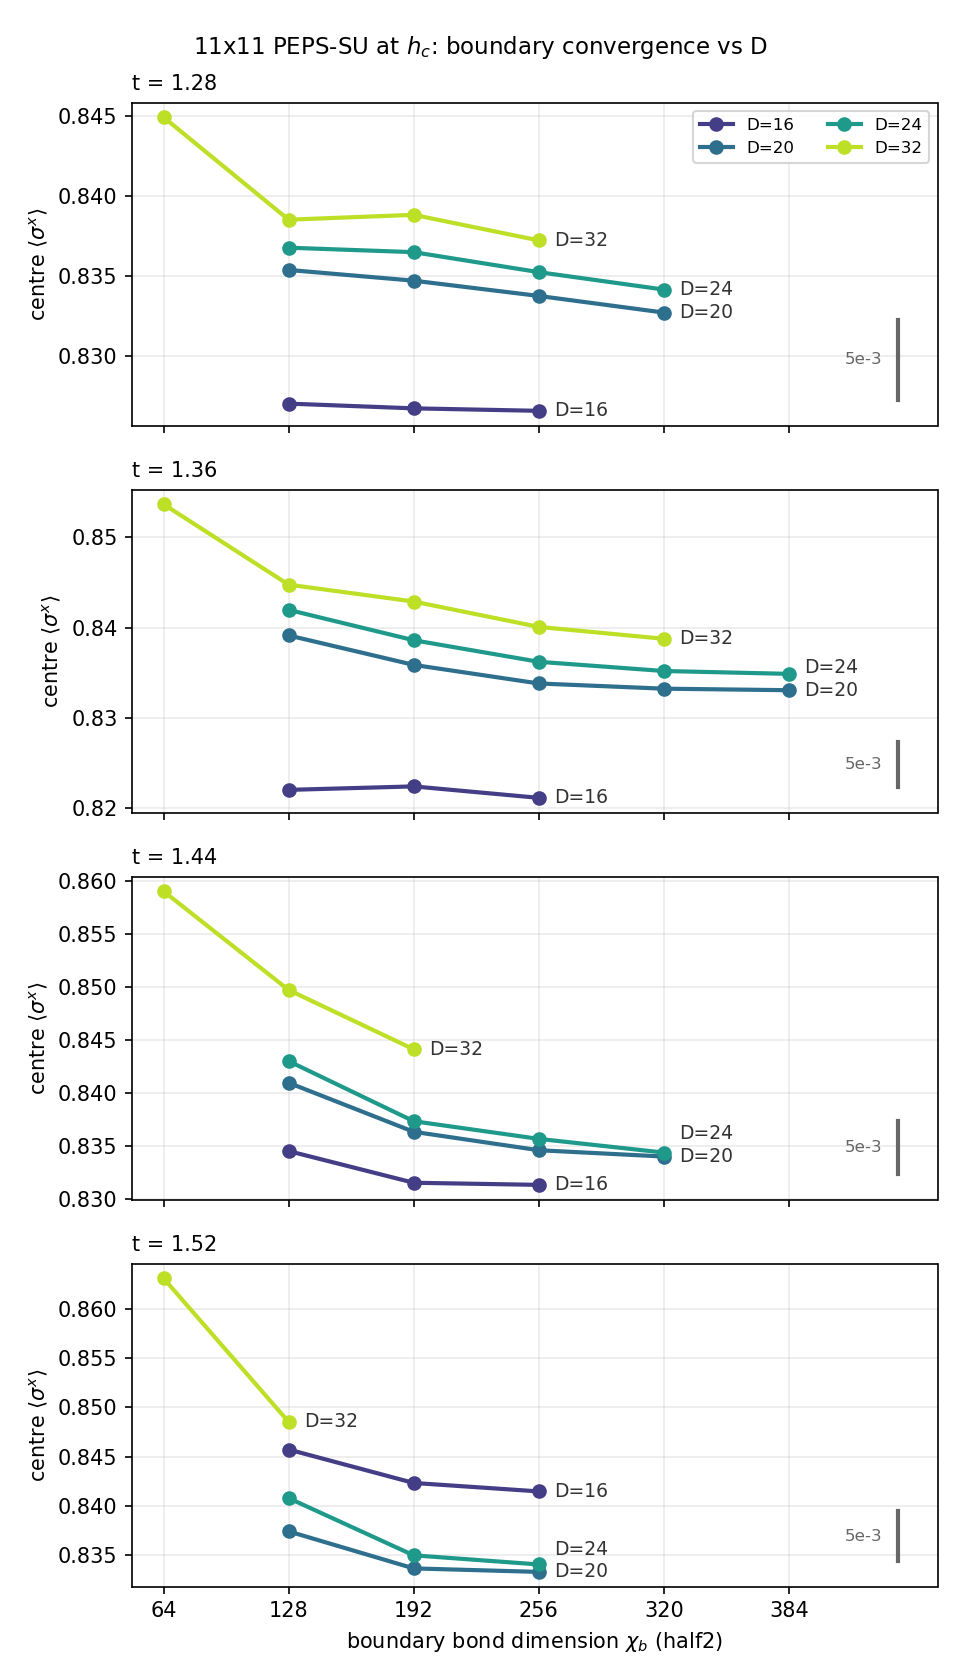 11x11 PEPS-SU at h_c: boundary convergence vs D
t = 1.28
0.845
0.840
0.835
0.830
centre ⟨σ^x⟩
D=16
D=20
D=24
D=32
D=32
D=24
D=20
D=16
5e-3
t = 1.36
0.85
0.84
0.83
0.82
centre ⟨σ^x⟩
D=32
D=24
D=20
D=16
5e-3
t = 1.44
0.860
0.855
0.850
0.845
0.840
0.835
0.830
centre ⟨σ^x⟩
D=32
D=24
D=20
D=16
5e-3
t = 1.52
0.860
0.855
0.850
0.845
0.840
0.835
centre ⟨σ^x⟩
D=32
D=16
D=24
D=20
5e-3
64 128 192 256 320 384
boundary bond dimension χ_b (half2)